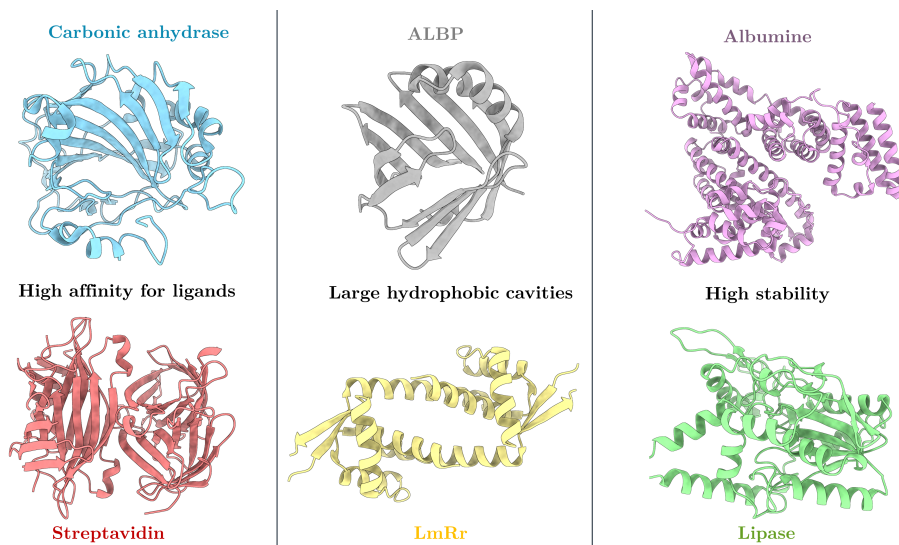 Carbonic anhydrase
ALBP
Albumine
High affinity for ligands
Large hydrophobic cavities
High stability
Streptavidin
LmRr
Lipase